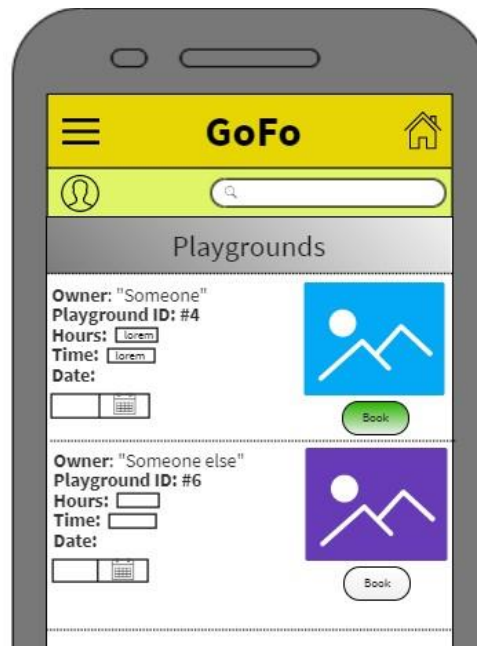 GoFo
Playgrounds
Owner: "Someone"
Playground ID: #4
Hours: lorem
Time: lorem
Date:
Book
Owner: "Someone else"
Playground ID: #6
Hours:
Time:
Date:
Book